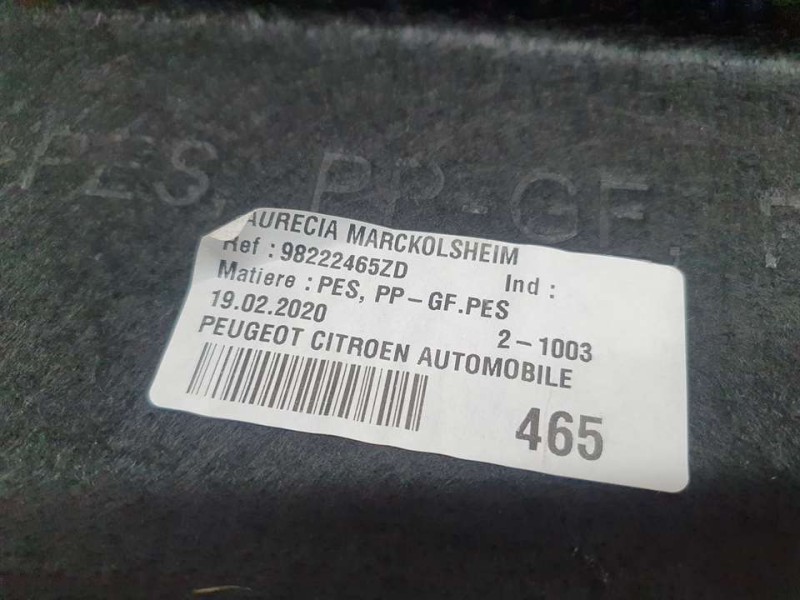 PES, PP-GF,
AURECIA MARCKOLSHEIM
Ref : 98222465ZD Ind :
Matiere : PES, PP-GF.PES
19.02.2020 2-1003
PEUGEOT CITROEN AUTOMOBILE
465